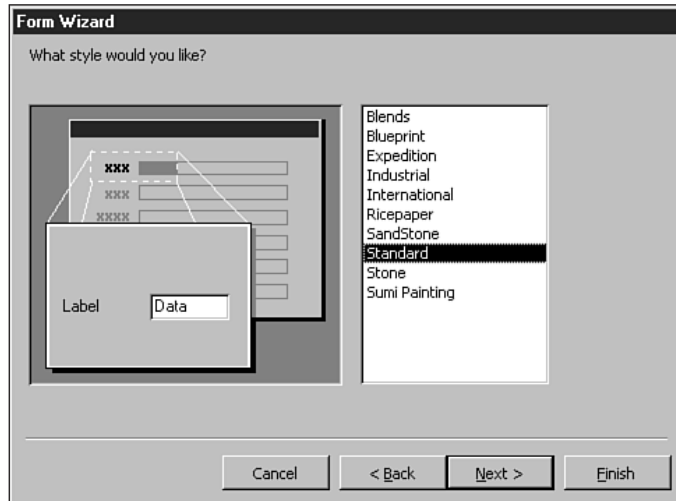 Form Wizard
What style would you like?
xxx
xxx
xxxx
Label Data
Blends
Blueprint
Expedition
Industrial
International
Ricepaper
SandStone
Standard
Stone
Sumi Painting
Cancel < Back Next > Finish